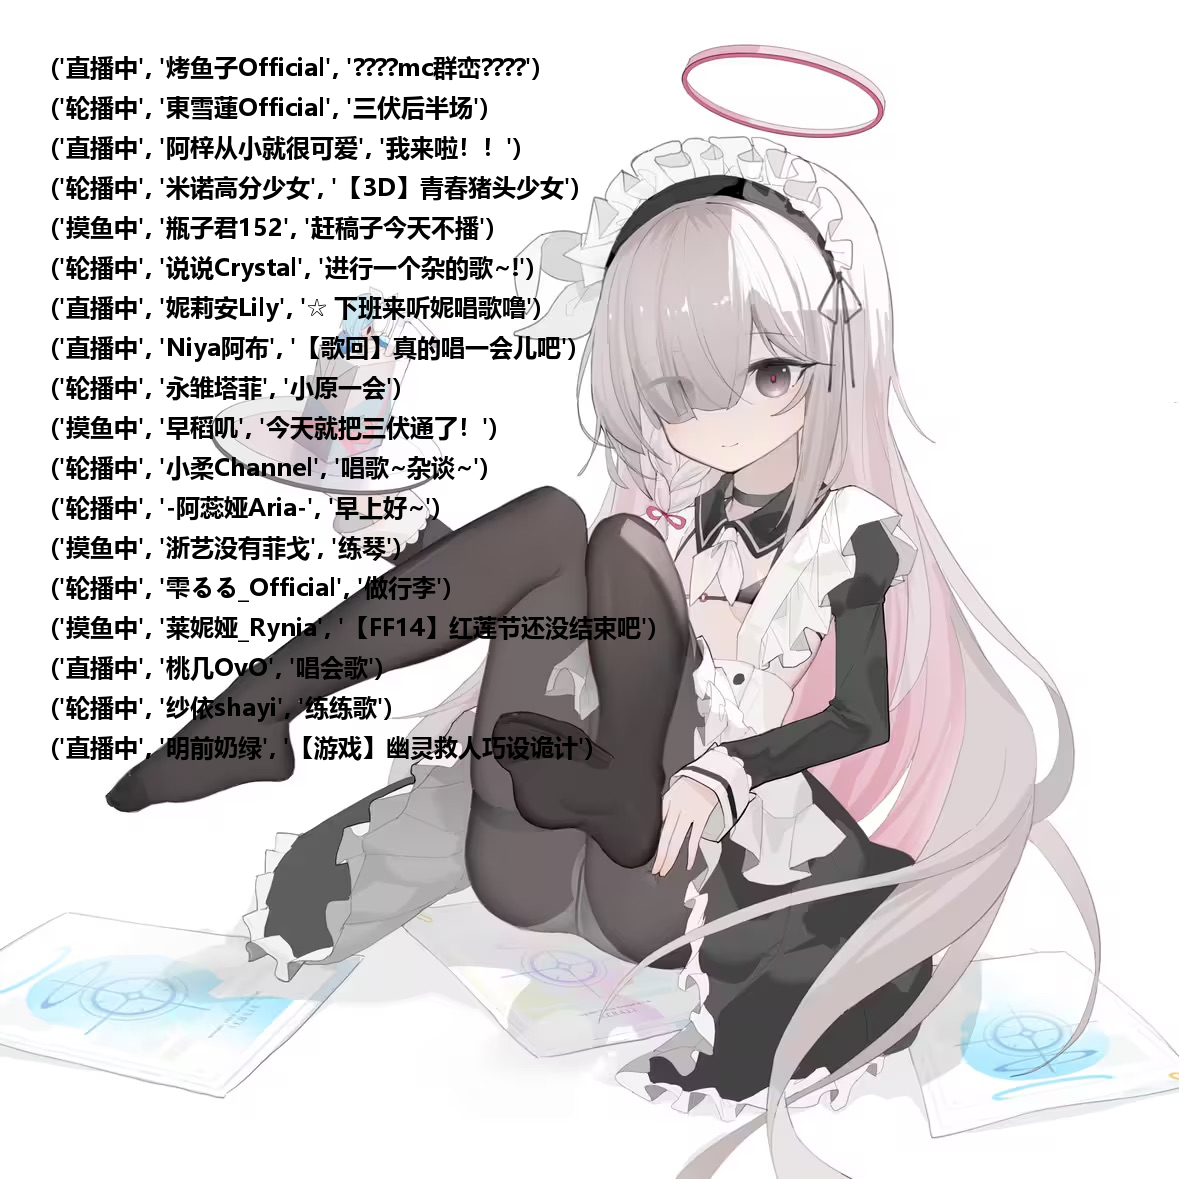 ('直播中', '烤鱼子Official', '????mc群峦????')
('轮播中', '東雪蓮Official', '三伏后半场')
('直播中', '阿梓从小就很可爱', '我来啦！！')
('轮播中', '米诺高分少女', '【3D】青春猪头少女')
('摸鱼中', '瓶子君152', '赶稿子今天不播')
('轮播中', '说说Crystal', '进行一个杂的歌~!')
('直播中', '妮莉安Lily', '☆ 下班来听妮唱歌噜')
('直播中', 'Niya阿布', '【歌回】真的唱一会儿吧')
('轮播中', '永雏塔菲', '小原一会')
('摸鱼中', '早稻叽', '今天就把三伏通了！')
('轮播中', '小柔Channel', '唱歌~杂谈~')
('轮播中', '-阿蕊娅Aria-', '早上好~')
('摸鱼中', '浙艺没有菲戈', '练琴')
('轮播中', '雫るる_Official', '做行李')
('摸鱼中', '莱妮娅_Rynia', '【FF14】红莲节还没结束吧')
('直播中', '桃几OvO', '唱会歌')
('轮播中', '纱依shayi', '练练歌')
('直播中', '明前奶绿', '【游戏】幽灵救人巧设诡计')